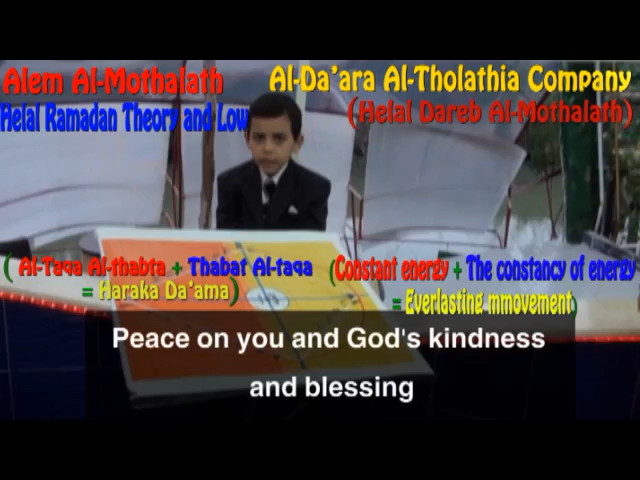 Alem Al-Mothalath
Al-Da'ara Al-Tholathia Company
Helal Ramadan Theory and Low
(Helal Dareb Al-Mothalath)
( Al-Taqa Al-thabta + Thabat Al-taqa
= Haraka Da'ama)
(Constant energy + The constancy of energy
= Everlasting mmovement)
Peace on you and God's kindness
and blessing